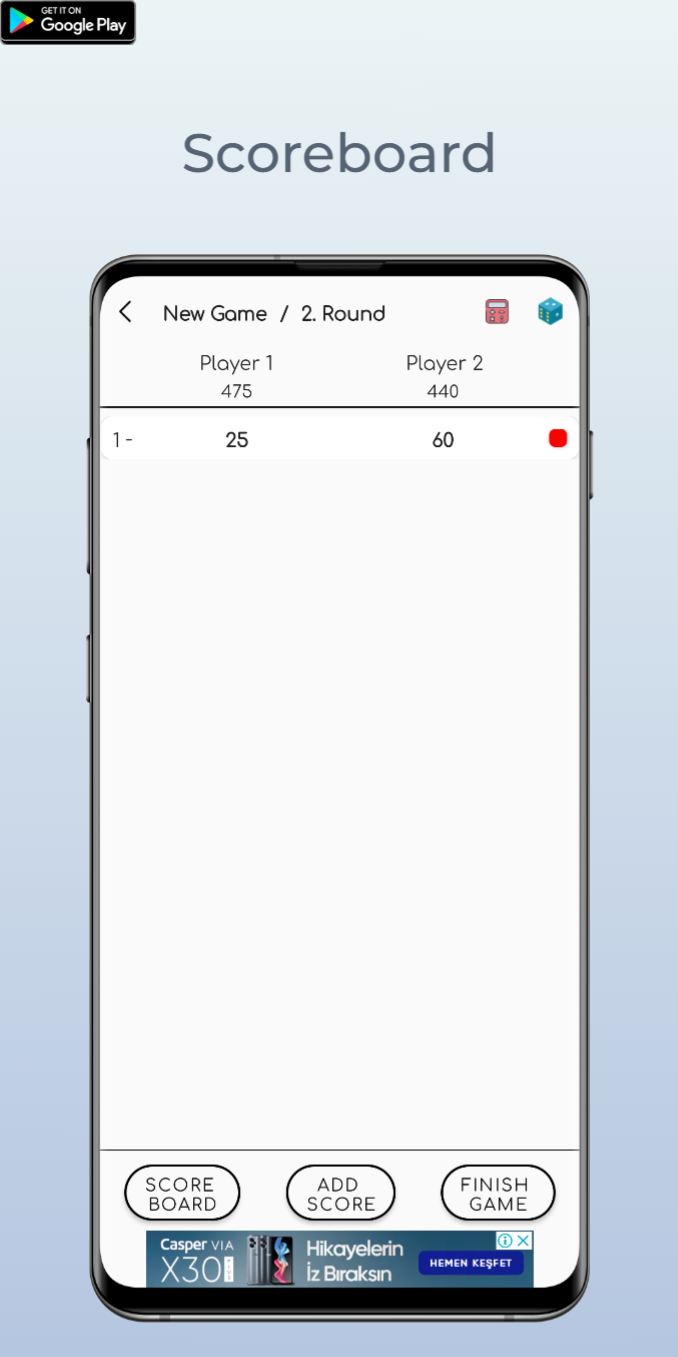 GET IT ON
Google Play
Scoreboard
New Game / 2. Round
Player 1 Player 2
475 440
1 - 25 60
SCORE BOARD
ADD SCORE
FINISH GAME
Casper VIA
X30
Hikayelerin
İz Bıraksın
HEMEN KEŞFET